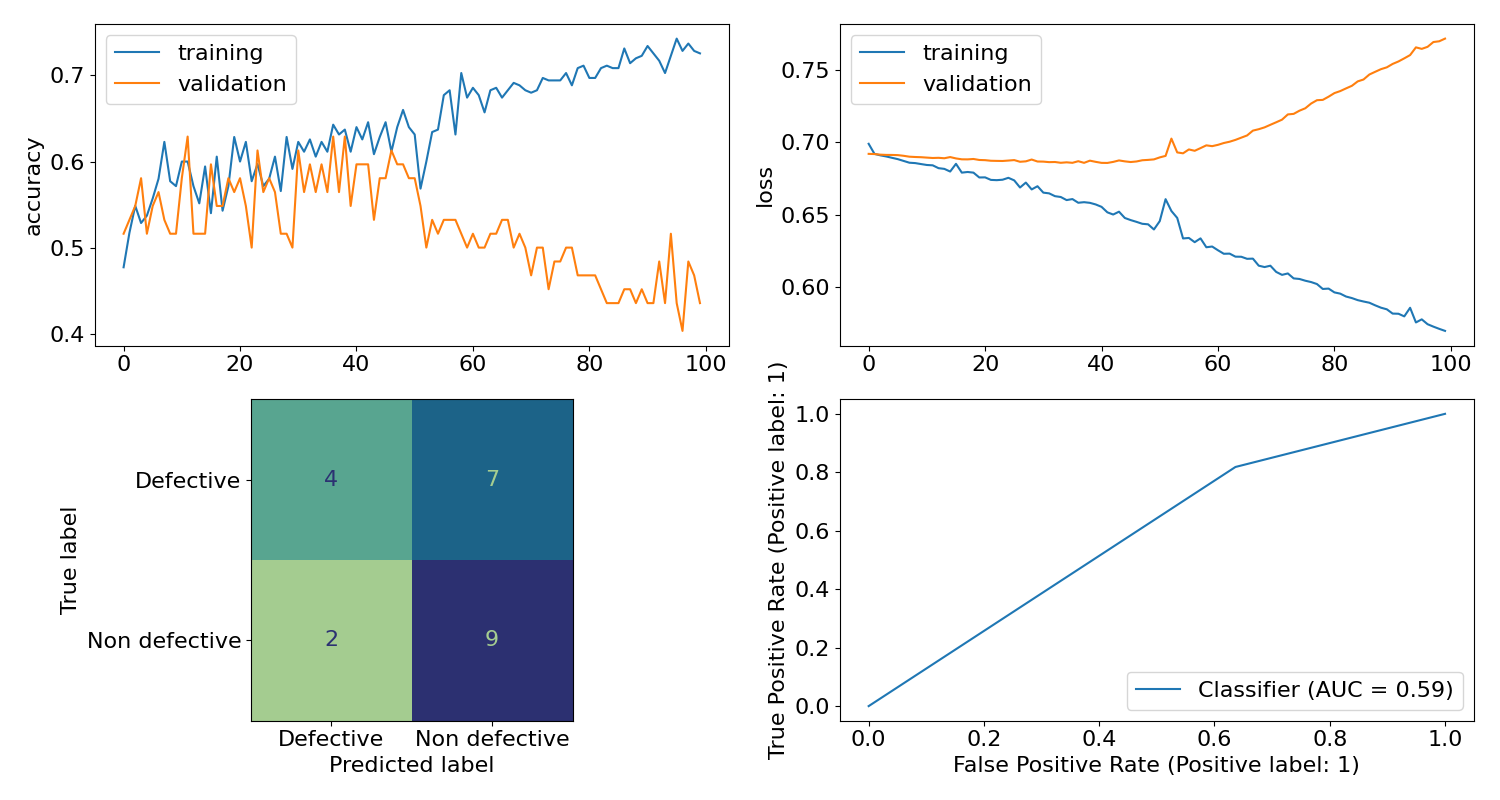 training
validation
0.7
0.6
0.5
0.4
accuracy
0 20 40 60 80 100
training
validation
0.75
0.70
0.65
0.60
loss
0 20 40 60 80 100
4 7
2 9
Defective
Non defective
True label
Defective Non defective
Predicted label
1.0
0.8
0.6
0.4
0.2
0.0
True Positive Rate (Positive label: 1)
Classifier (AUC = 0.59)
0.0 0.2 0.4 0.6 0.8 1.0
False Positive Rate (Positive label: 1)